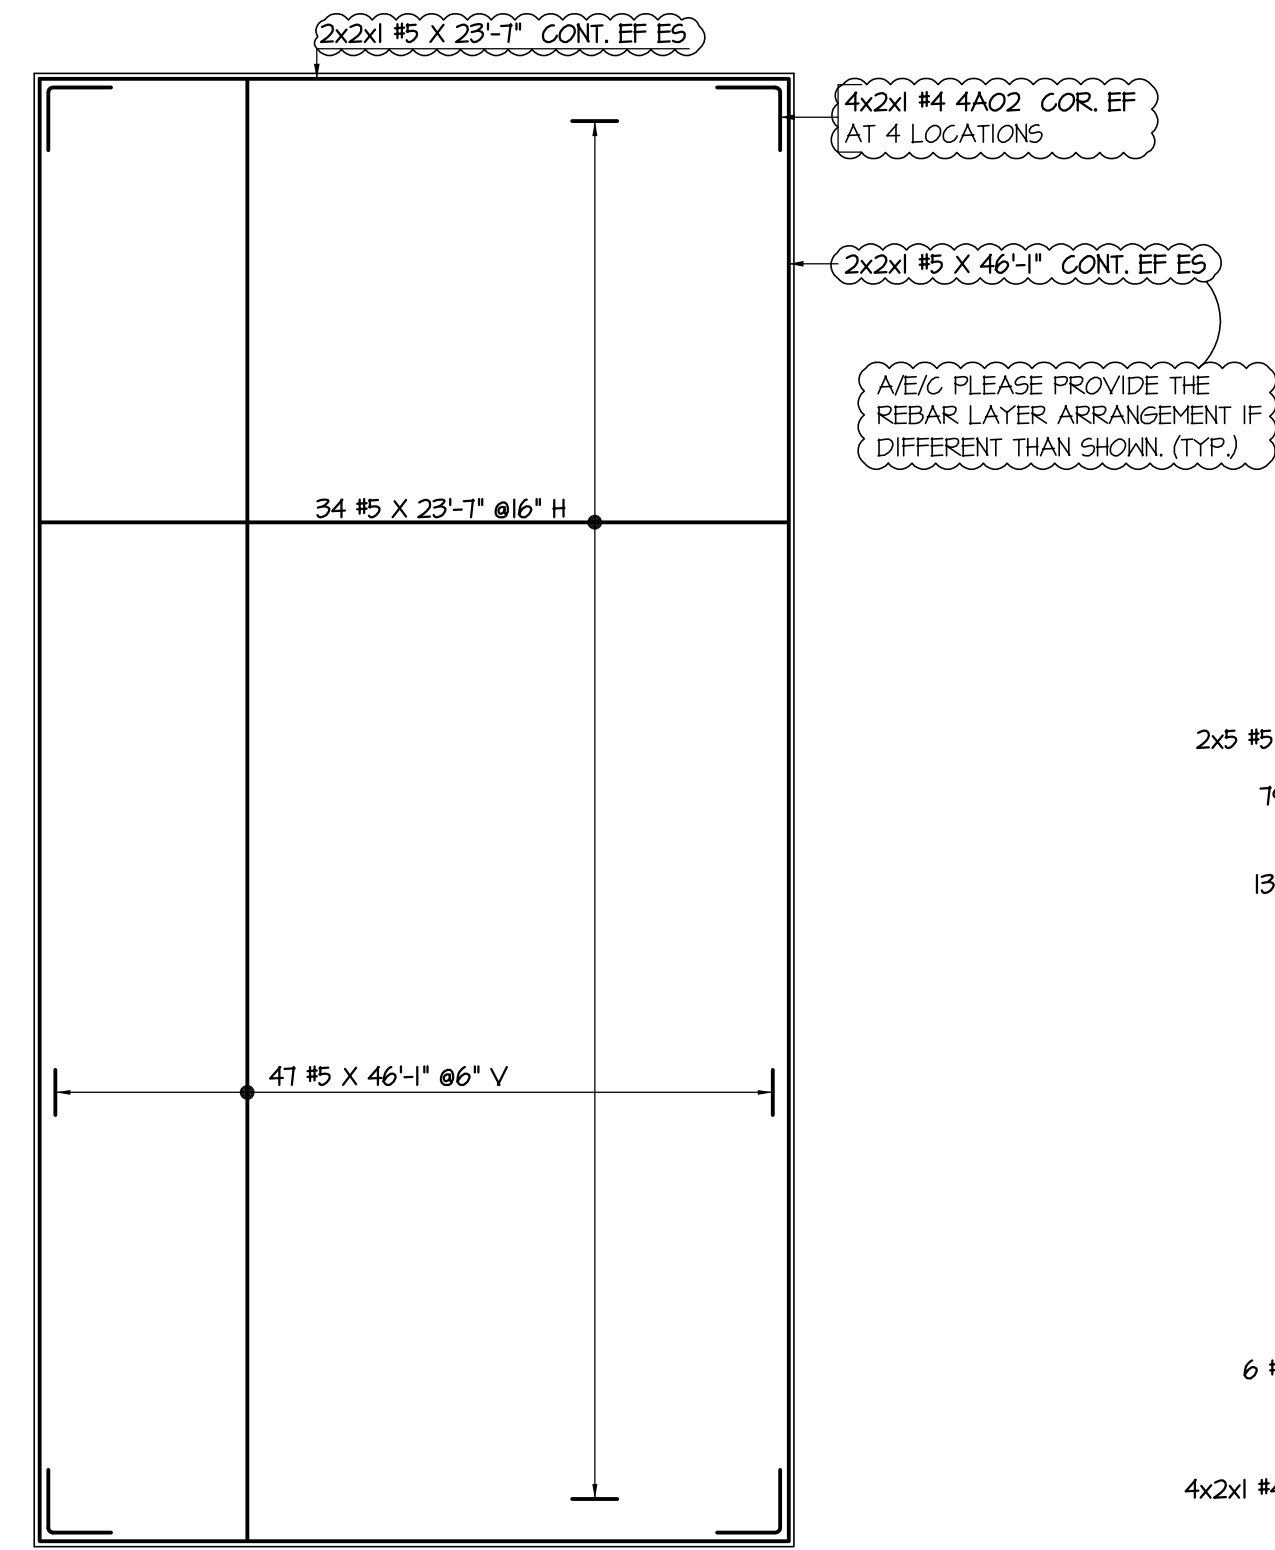 2x2x1 #5 X 23'-7" CONT. EF ES
4x2x1 #4 4A02 COR. EF
AT 4 LOCATIONS
2x2x1 #5 X 46'-1" CONT. EF ES
A/E/C PLEASE PROVIDE THE
REBAR LAYER ARRANGEMENT IF
DIFFERENT THAN SHOWN. (TYP.)
34 #5 X 23'-7" @16" H
2x5 #5
13
47 #5 X 46'-1" @6" V
6 #
4x2x1 #4